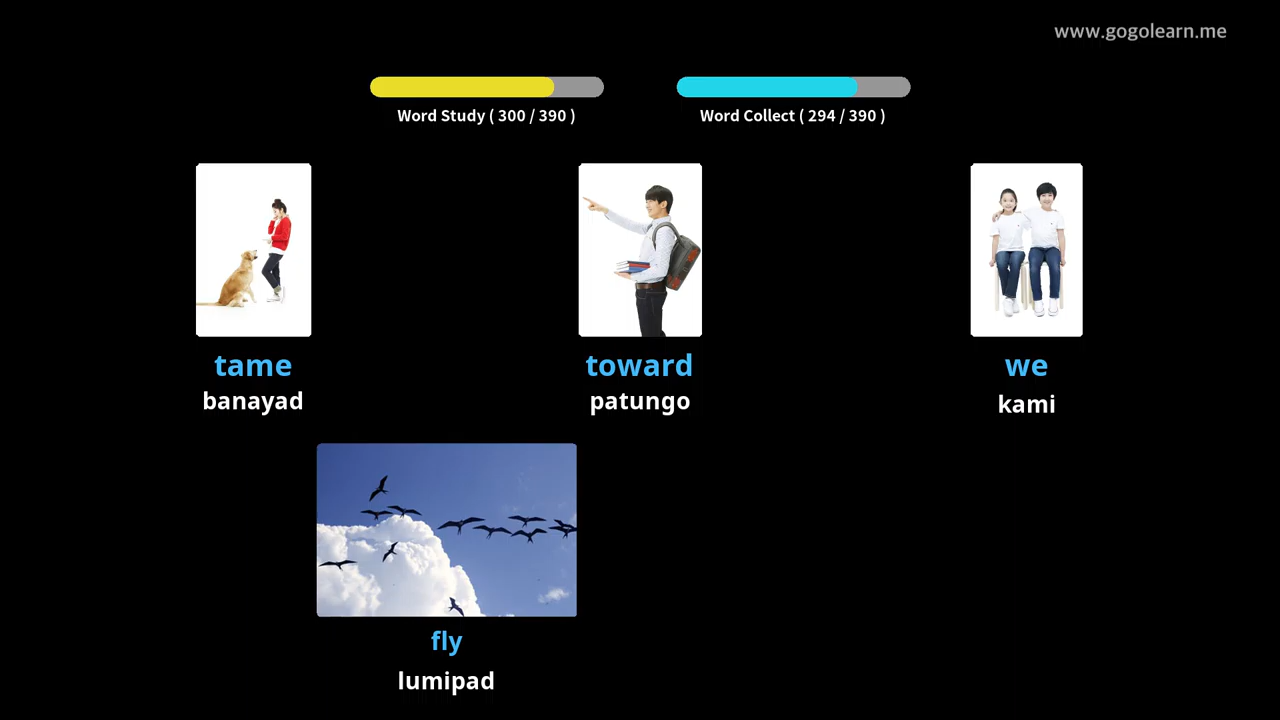 www.gogolearn.me
Word Study ( 300 / 390 )
Word Collect ( 294 / 390 )
tame
banayad
toward
patungo
we
kami
fly
lumipad